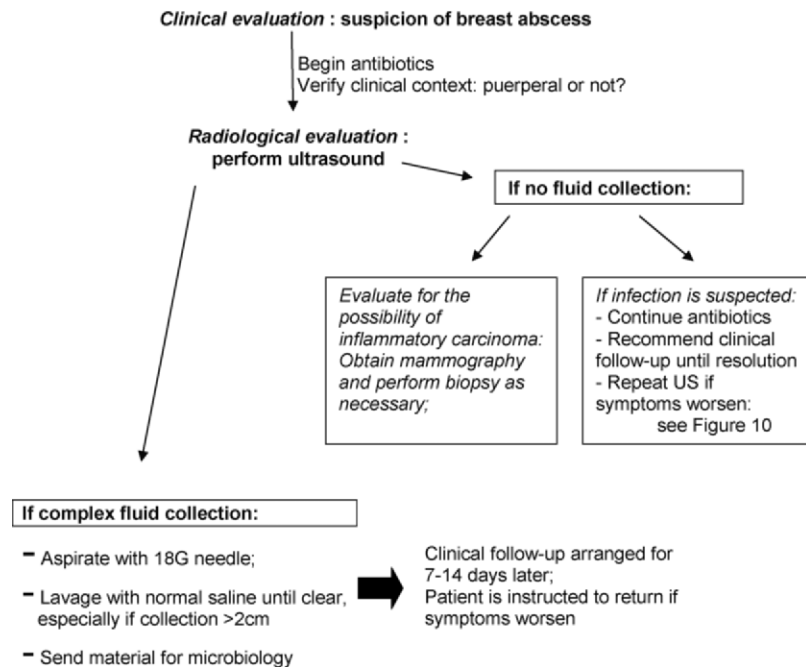 Clinical evaluation : suspicion of breast abscess
Begin antibiotics
Verify clinical context: puerperal or not?
Radiological evaluation :
perform ultrasound
If no fluid collection:
Evaluate for the
possibility of
inflammatory carcinoma:
Obtain mammography
and perform biopsy as
necessary;
If infection is suspected:
- Continue antibiotics
- Recommend clinical
follow-up until resolution
- Repeat US if
symptoms worsen:
see Figure 10
If complex fluid collection:
- Aspirate with 18G needle;
- Lavage with normal saline until clear,
especially if collection >2cm
- Send material for microbiology
Clinical follow-up arranged for
7-14 days later;
Patient is instructed to return if
symptoms worsen